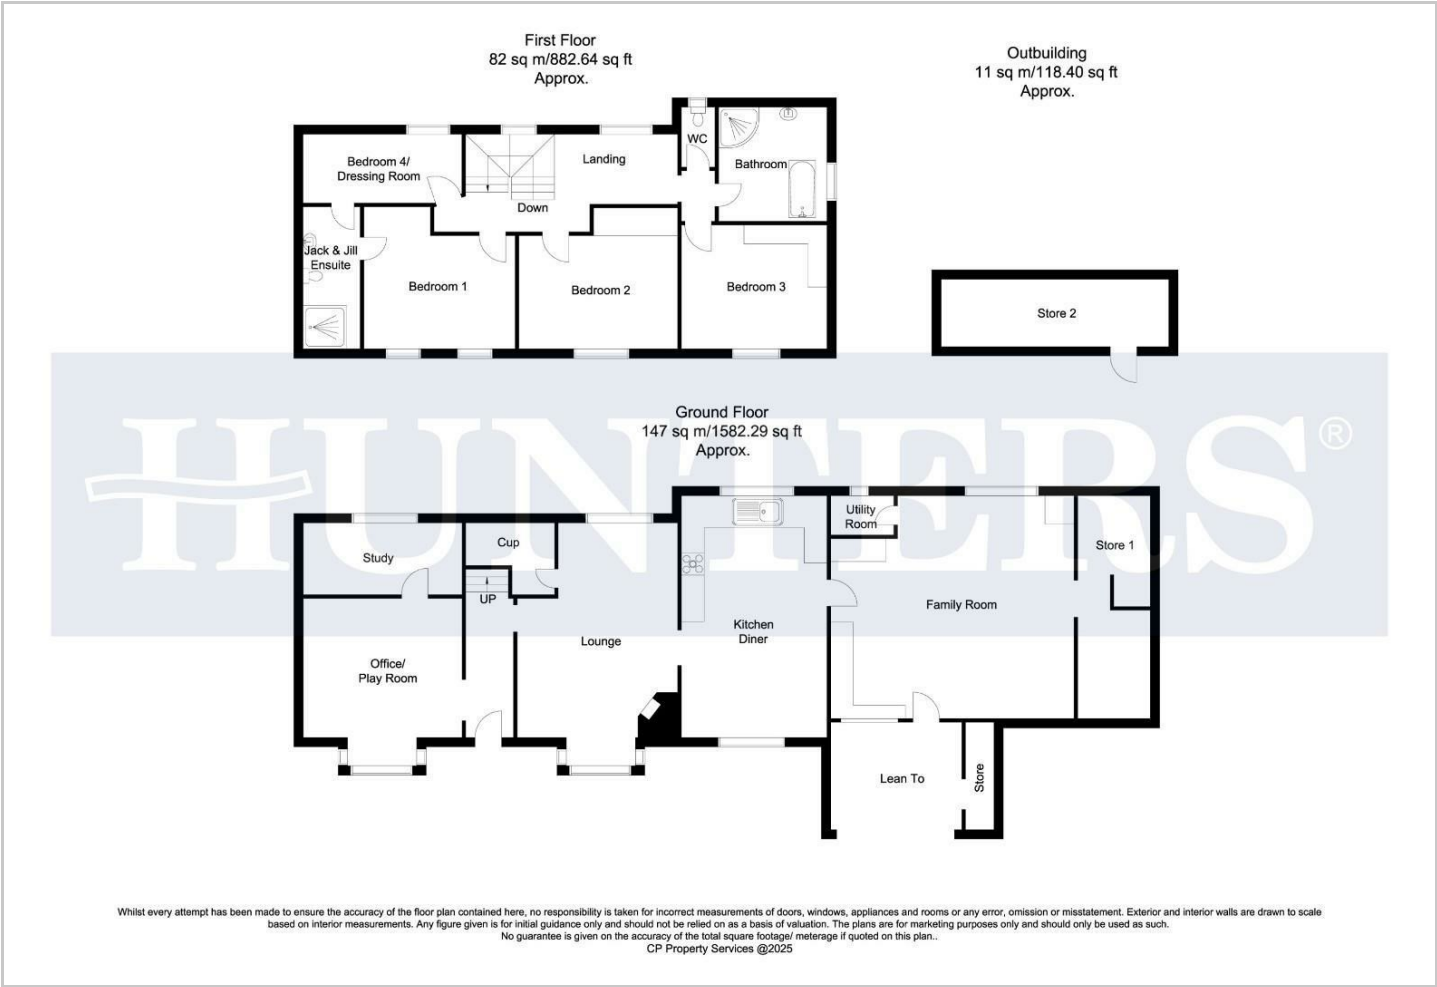 First Floor
82 sq m/882.64 sq ft
Approx.
Outbuilding
11 sq m/118.40 sq ft
Approx.
WC
Bedroom 4/
Dressing Room
Landing
Bathroom
Down
Jack & Jill
Ensuite
Bedroom 1
Bedroom 2
Bedroom 3
Store 2
HUNTERS®
Ground Floor
147 sq m/1582.29 sq ft
Approx.
Utility
Room
Cup
Study
Store 1
UP
Family Room
Kitchen
Diner
Lounge
Office/
Play Room
Lean To
Store
Whilst every attempt has been made to ensure the accuracy of the floor plan contained here, no responsibility is taken for incorrect measurements of doors, windows, appliances and rooms or any error, omission or misstatement. Exterior and interior walls are drawn to scale
based on interior measurements. Any figure given is for initial guidance only and should not be relied on as a basis of valuation. The plans are for marketing purposes only and should only be used as such.
No guarantee is given on the accuracy of the total square footage/ meterage if quoted on this plan..
CP Property Services @2025